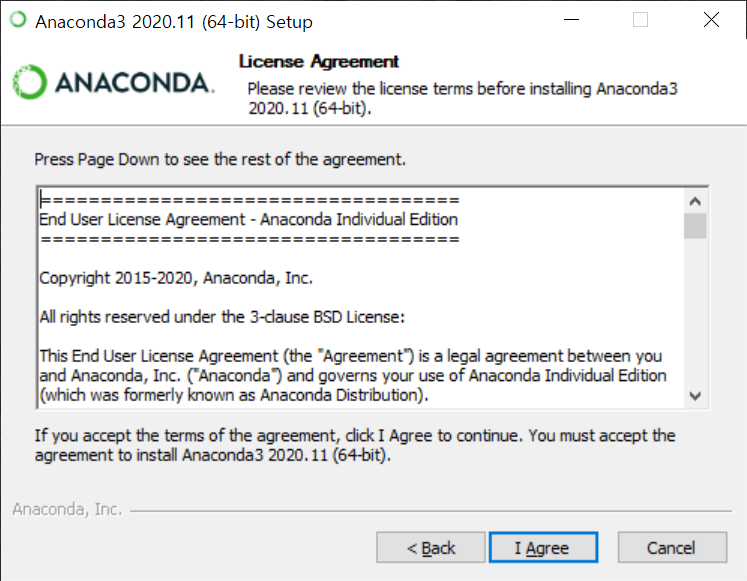 Anaconda3 2020.11 (64-bit) Setup
ANACONDA.
License Agreement
Please review the license terms before installing Anaconda3
2020.11 (64-bit).
Press Page Down to see the rest of the agreement.
===================================
End User License Agreement - Anaconda Individual Edition
===================================
Copyright 2015-2020, Anaconda, Inc.
All rights reserved under the 3-clause BSD License:
This End User License Agreement (the "Agreement") is a legal agreement between you
and Anaconda, Inc. ("Anaconda") and governs your use of Anaconda Individual Edition
(which was formerly known as Anaconda Distribution).
If you accept the terms of the agreement, click I Agree to continue. You must accept the
agreement to install Anaconda3 2020.11 (64-bit).
Anaconda, Inc.
< Back
I Agree
Cancel